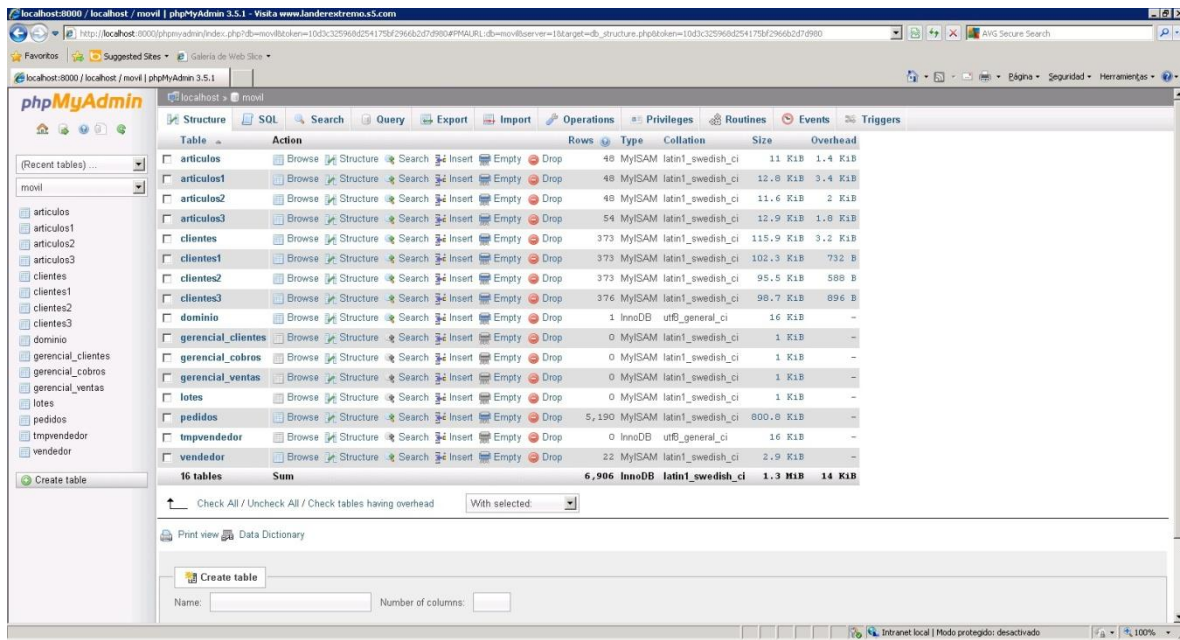 localhost:8000 / localhost / movil | phpMyAdmin 3.5.1 - Visita www.landerextremo.s5.com
http://localhost:8000/phpmyadmin/index.php?db=movil&token=10d3c325968d254175bf2966b2d7d980#PMAURL:db=movil&server=1&target=db_structure.php&token=10d3c325968d254175bf2966b2d7d980
AVG Secure Search
Favoritos Suggested Sites Galería de Web Slice
localhost:8000 / localhost / movil | phpMyAdmin 3.5.1
Página Seguridad Herramientas
phpMyAdmin
(Recent tables) ...
movil
articulos
articulos1
articulos2
articulos3
clientes
clientes1
clientes2
clientes3
dominio
gerencial_clientes
gerencial_cobros
gerencial_ventas
lotes
pedidos
tmpvendedor
vendedor
Create table
localhost » movil
Structure SQL Search Query Export Import Operations Privileges Routines Events Triggers
Table Action Rows Type Collation Size Overhead
articulos Browse Structure Search Insert Empty Drop 48 MyISAM latin1_swedish_ci 11 KiB 1.4 KiB
articulos1 Browse Structure Search Insert Empty Drop 48 MyISAM latin1_swedish_ci 12.8 KiB 3.4 KiB
articulos2 Browse Structure Search Insert Empty Drop 48 MyISAM latin1_swedish_ci 11.6 KiB 2 KiB
articulos3 Browse Structure Search Insert Empty Drop 54 MyISAM latin1_swedish_ci 12.9 KiB 1.8 KiB
clientes Browse Structure Search Insert Empty Drop 373 MyISAM latin1_swedish_ci 115.9 KiB 3.2 KiB
clientes1 Browse Structure Search Insert Empty Drop 373 MyISAM latin1_swedish_ci 102.3 KiB 732 B
clientes2 Browse Structure Search Insert Empty Drop 373 MyISAM latin1_swedish_ci 95.5 KiB 588 B
clientes3 Browse Structure Search Insert Empty Drop 376 MyISAM latin1_swedish_ci 98.7 KiB 896 B
dominio Browse Structure Search Insert Empty Drop 1 InnoDB utf8_general_ci 16 KiB -
gerencial_clientes Browse Structure Search Insert Empty Drop 0 MyISAM latin1_swedish_ci 1 KiB -
gerencial_cobros Browse Structure Search Insert Empty Drop 0 MyISAM latin1_swedish_ci 1 KiB -
gerencial_ventas Browse Structure Search Insert Empty Drop 0 MyISAM latin1_swedish_ci 1 KiB -
lotes Browse Structure Search Insert Empty Drop 0 MyISAM latin1_swedish_ci 1 KiB -
pedidos Browse Structure Search Insert Empty Drop 5,190 MyISAM latin1_swedish_ci 800.8 KiB -
tmpvendedor Browse Structure Search Insert Empty Drop 0 InnoDB utf8_general_ci 16 KiB -
vendedor Browse Structure Search Insert Empty Drop 22 MyISAM latin1_swedish_ci 2.9 KiB -
16 tables Sum 6,906 InnoDB latin1_swedish_ci 1.3 MiB 14 KiB
Check All / Uncheck All / Check tables having overhead With selected:
Print view Data Dictionary
Create table
Name: Number of columns:
Intranet local | Modo protegido: desactivado 100%